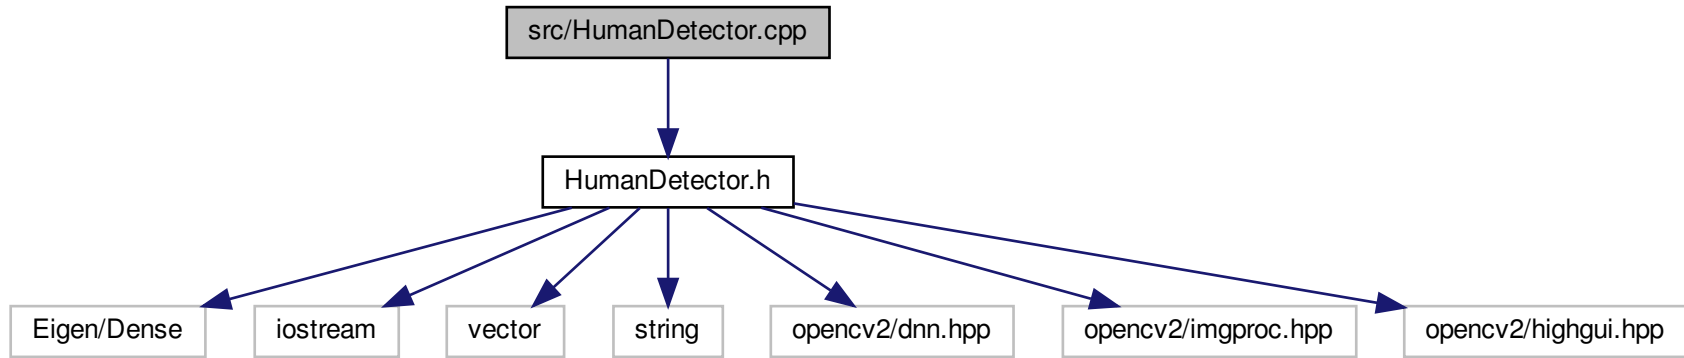 src/HumanDetector.cpp
HumanDetector.h
Eigen/Dense
iostream
vector
string
opencv2/dnn.hpp
opencv2/imgproc.hpp
opencv2/highgui.hpp